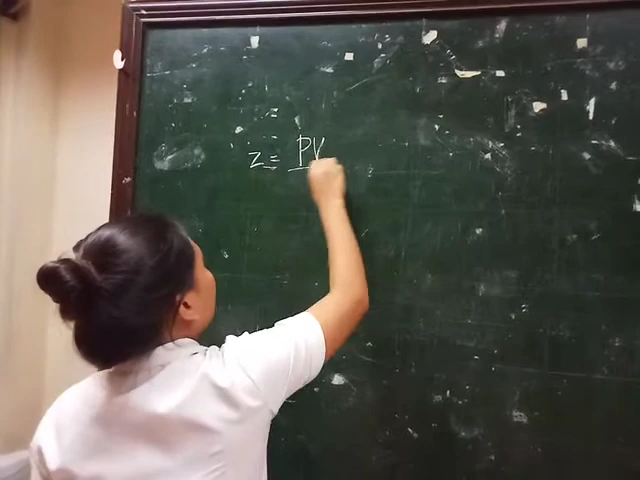 z = PV